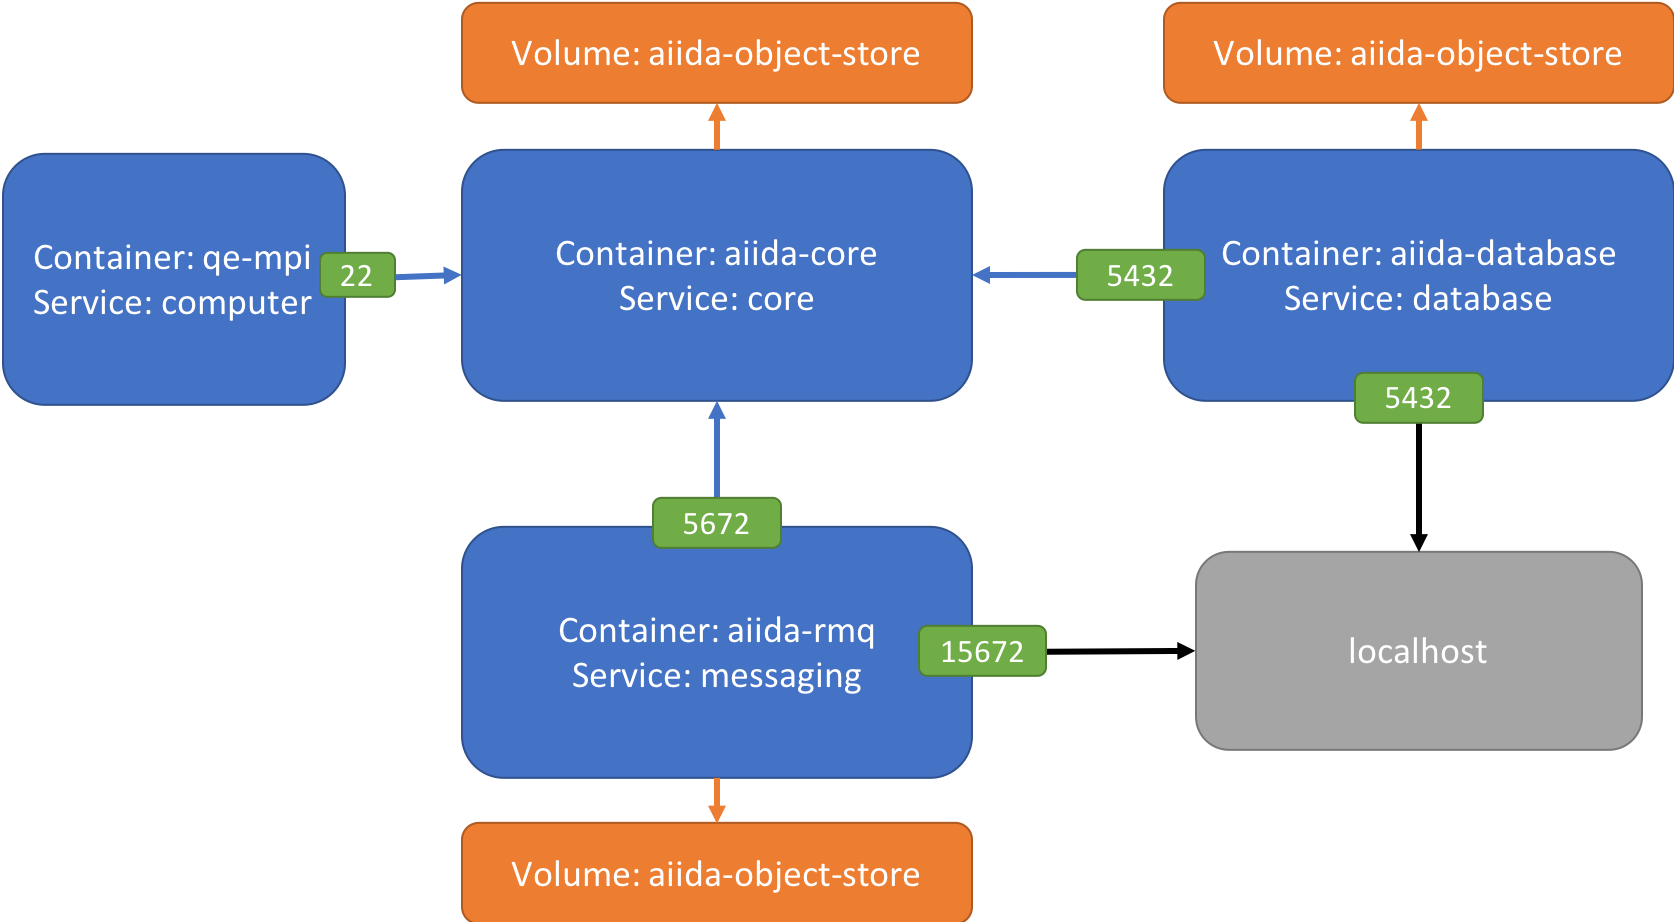 Volume: aiida-object-store
Volume: aiida-object-store
Container: qe-mpi
Service: computer
22
Container: aiida-core
Service: core
5432
Container: aiida-database
Service: database
5432
5672
Container: aiida-rmq
Service: messaging
15672
localhost
Volume: aiida-object-store